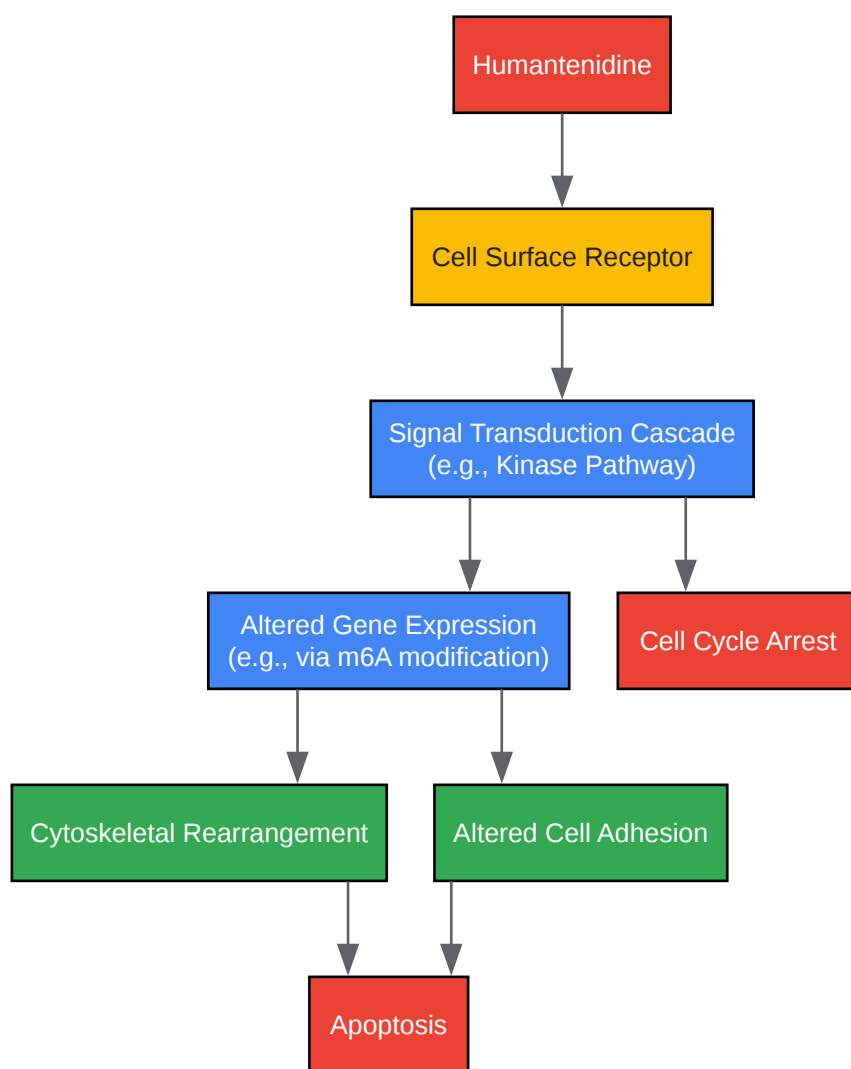 Humantenidine
Cell Surface Receptor
Signal Transduction Cascade
(e.g., Kinase Pathway)
Altered Gene Expression
(e.g., via m6A modification)
Cell Cycle Arrest
Cytoskeletal Rearrangement
Altered Cell Adhesion
Apoptosis